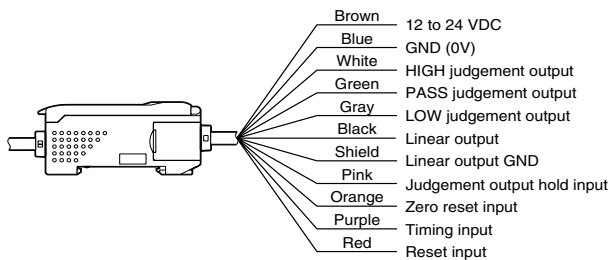 Brown 12 to 24 VDC
Blue GND (0V)
White HIGH judgement output
Green PASS judgement output
Gray LOW judgement output
Black Linear output
Shield Linear output GND
Pink Judgement output hold input
Orange Zero reset input
Purple Timing input
Red Reset input